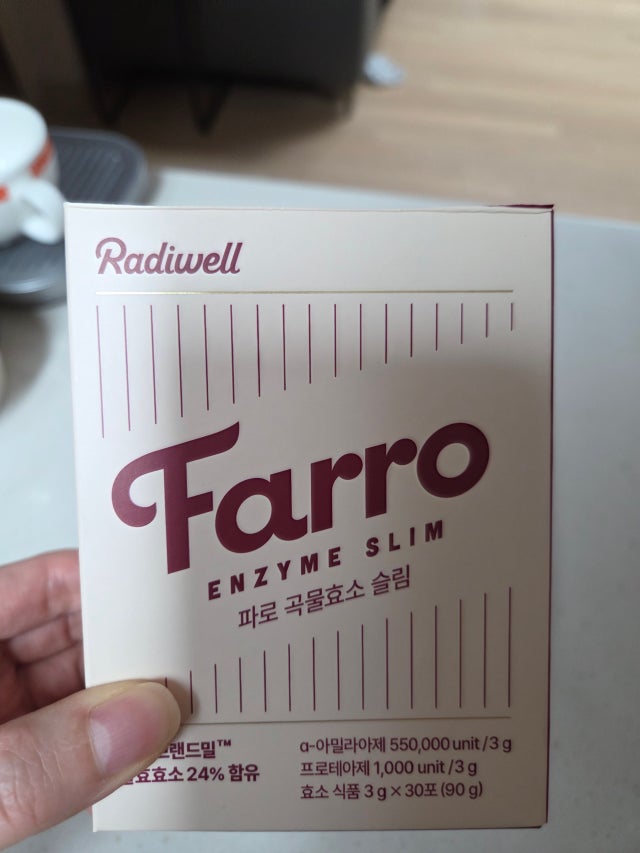 Radiwell
Farro
ENZYME SLIM
파로 곡물효소 슬림
α-아밀라아제 550,000 unit /3 g
24% 함유
프로테아제 1,000 unit /3 g
효소 식품 3 g × 30포 (90 g)